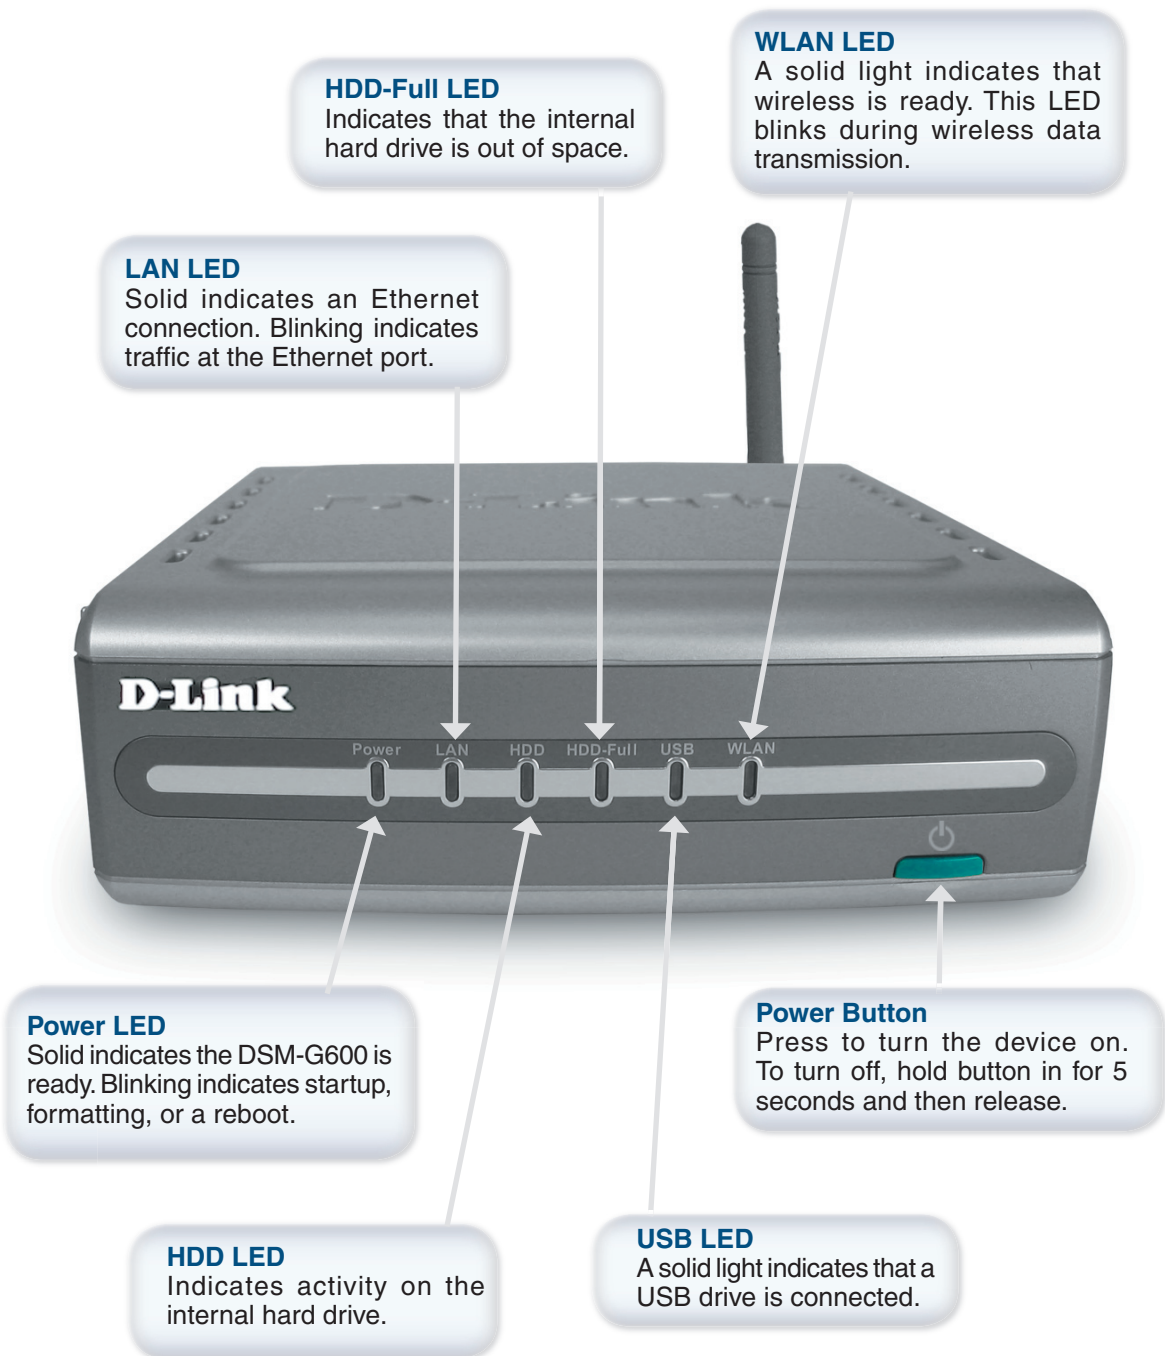 WLAN LED
A solid light indicates that
wireless is ready. This LED
blinks during wireless data
transmission.
HDD-Full LED
Indicates that the internal
hard drive is out of space.
LAN LED
Solid indicates an Ethernet
connection. Blinking indicates
traffic at the Ethernet port.
D-Link
D-Link
Power LAN HDD HDD-Full USB WLAN
Power LED
Solid indicates the DSM-G600 is
ready. Blinking indicates startup,
formatting, or a reboot.
Power Button
Press to turn the device on.
To turn off, hold button in for 5
seconds and then release.
HDD LED
Indicates activity on the
internal hard drive.
USB LED
A solid light indicates that a
USB drive is connected.